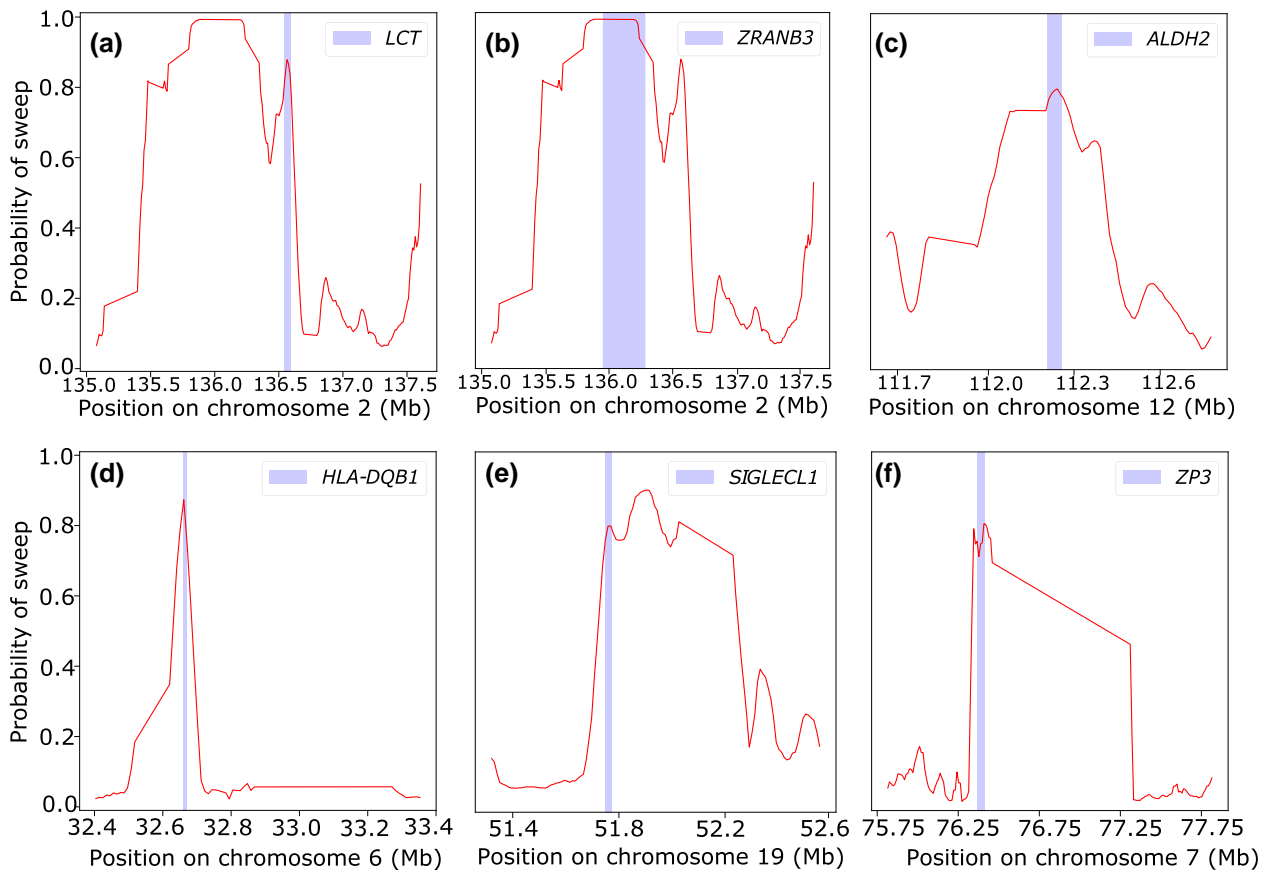 (a)
LCT
(b)
ZRANB3
(c)
ALDH2
Probability of sweep
1.0
0.8
0.6
0.4
0.2
0.0
135.0 135.5 136.0 136.5 137.0 137.5
Position on chromosome 2 (Mb)
135.0 135.5 136.0 136.5 137.0 137.5
Position on chromosome 2 (Mb)
111.7 112.0 112.3 112.6
Position on chromosome 12 (Mb)
(d)
HLA-DQB1
(e)
SIGLECL1
(f)
ZP3
Probability of sweep
1.0
0.8
0.6
0.4
0.2
0.0
32.4 32.6 32.8 33.0 33.2 33.4
Position on chromosome 6 (Mb)
51.4 51.8 52.2 52.6
Position on chromosome 19 (Mb)
75.75 76.25 76.75 77.25 77.75
Position on chromosome 7 (Mb)